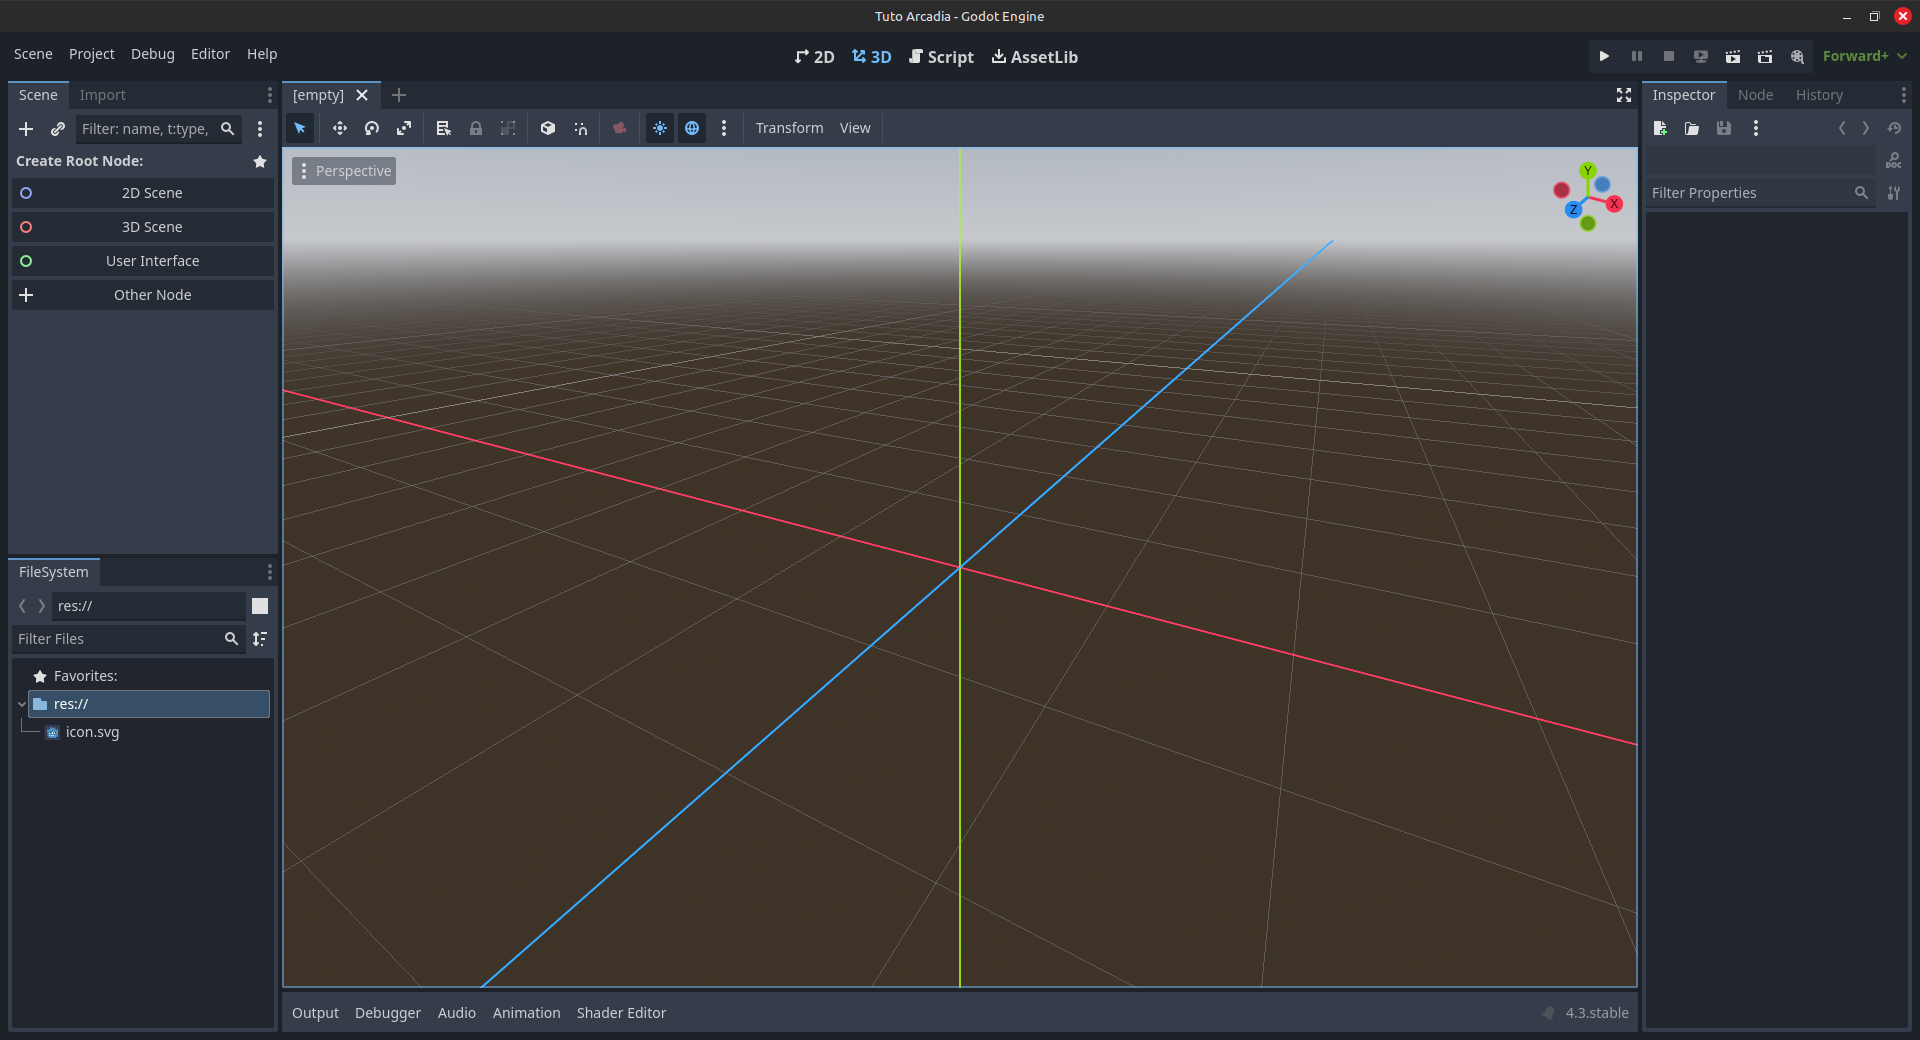 Tuto Arcadia - Godot Engine
Scene Project Debug Editor Help
2D 3D Script AssetLib
Forward+
Scene Import
Filter: name, t:type,
Create Root Node:
2D Scene
3D Scene
User Interface
Other Node
FileSystem
res://
Filter Files
Favorites:
res://
icon.svg
[empty]
Transform View
Perspective
Y
X
Z
Output Debugger Audio Animation Shader Editor
4.3.stable
Inspector Node History
DOC
Filter Properties